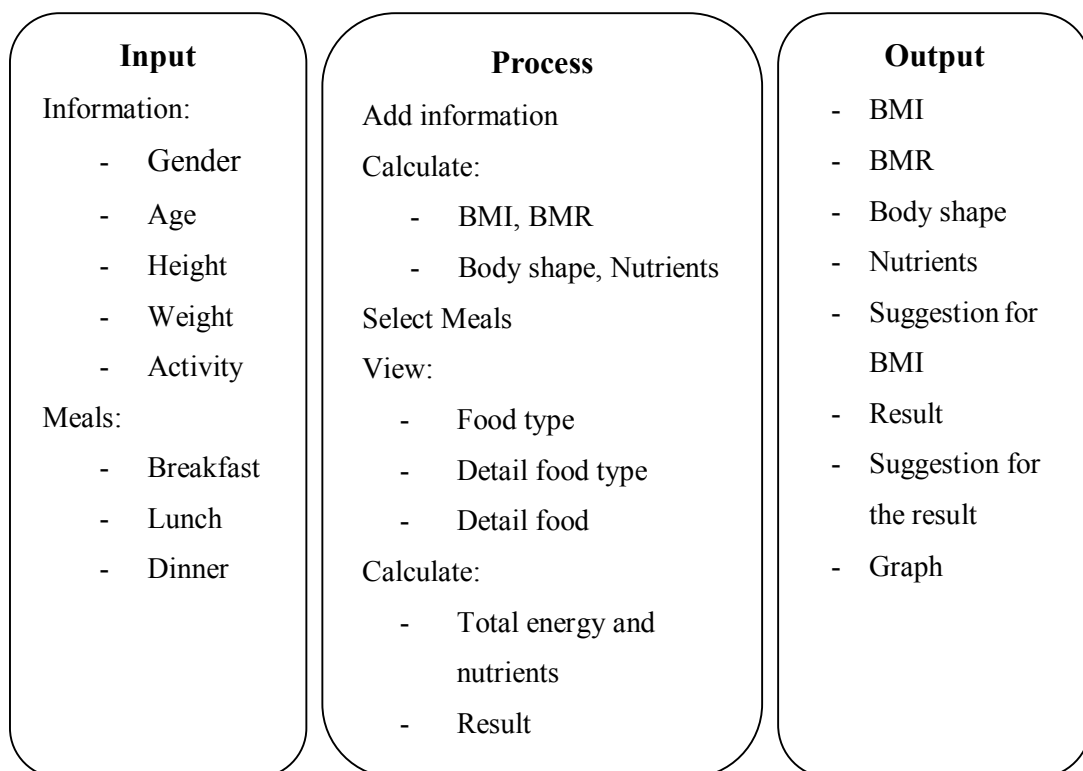 Input
Information:
- Gender
- Age
- Height
- Weight
- Activity
Meals:
- Breakfast
- Lunch
- Dinner
Process
Add information
Calculate:
- BMI, BMR
- Body shape, Nutrients
Select Meals
View:
- Food type
- Detail food type
- Detail food
Calculate:
- Total energy and
nutrients
- Result
Output
- BMI
- BMR
- Body shape
- Nutrients
- Suggestion for
BMI
- Result
- Suggestion for
the result
- Graph